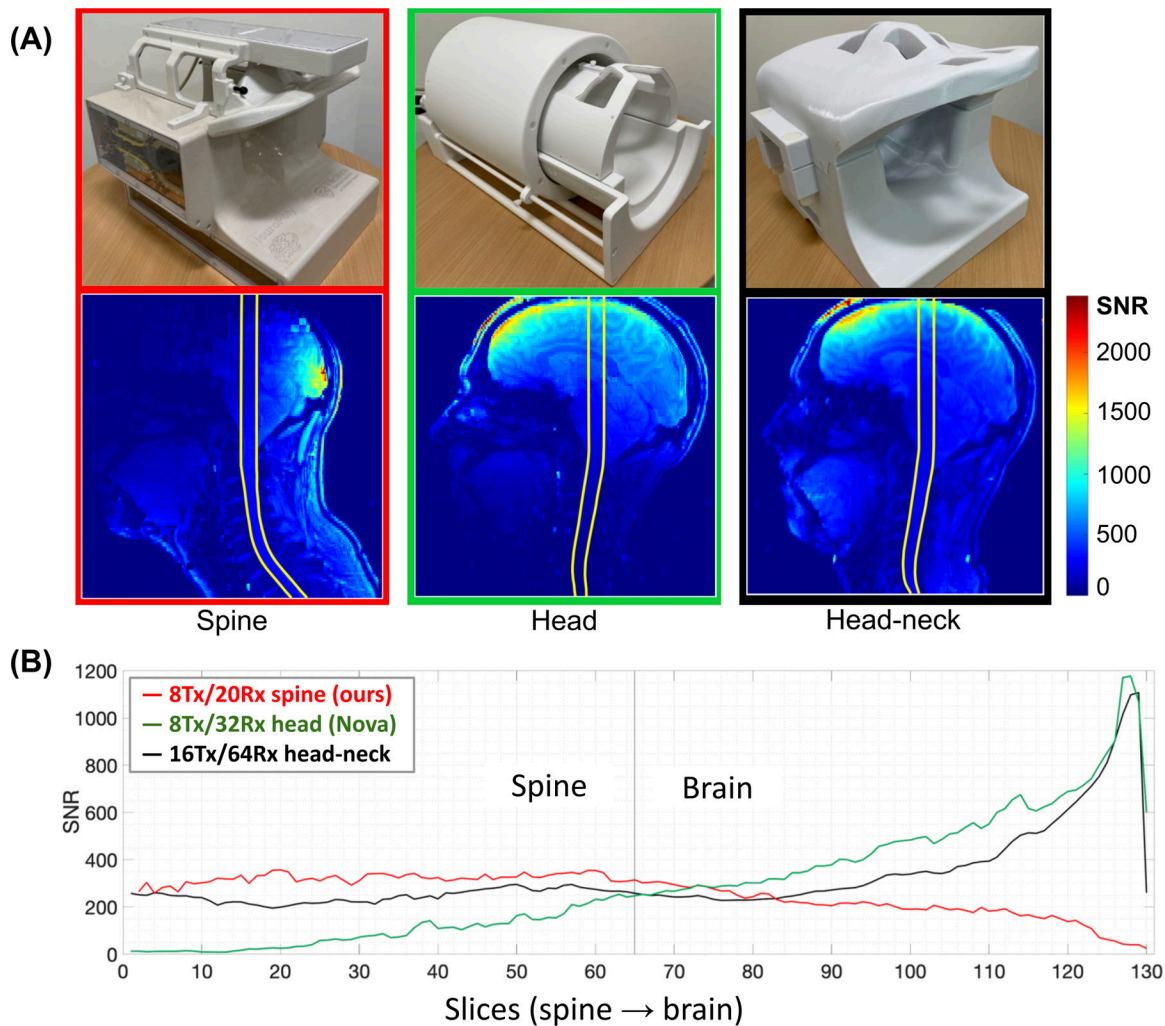 (A)
SNR
2000
1500
1000
500
0
Spine
Head
Head-neck
(B)
8Tx/20Rx spine (ours)
8Tx/32Rx head (Nova)
16Tx/64Rx head-neck
Spine
Brain
SNR
1200
1000
800
600
400
200
0
0 10 20 30 40 50 60 70 80 90 100 110 120 130
Slices (spine → brain)